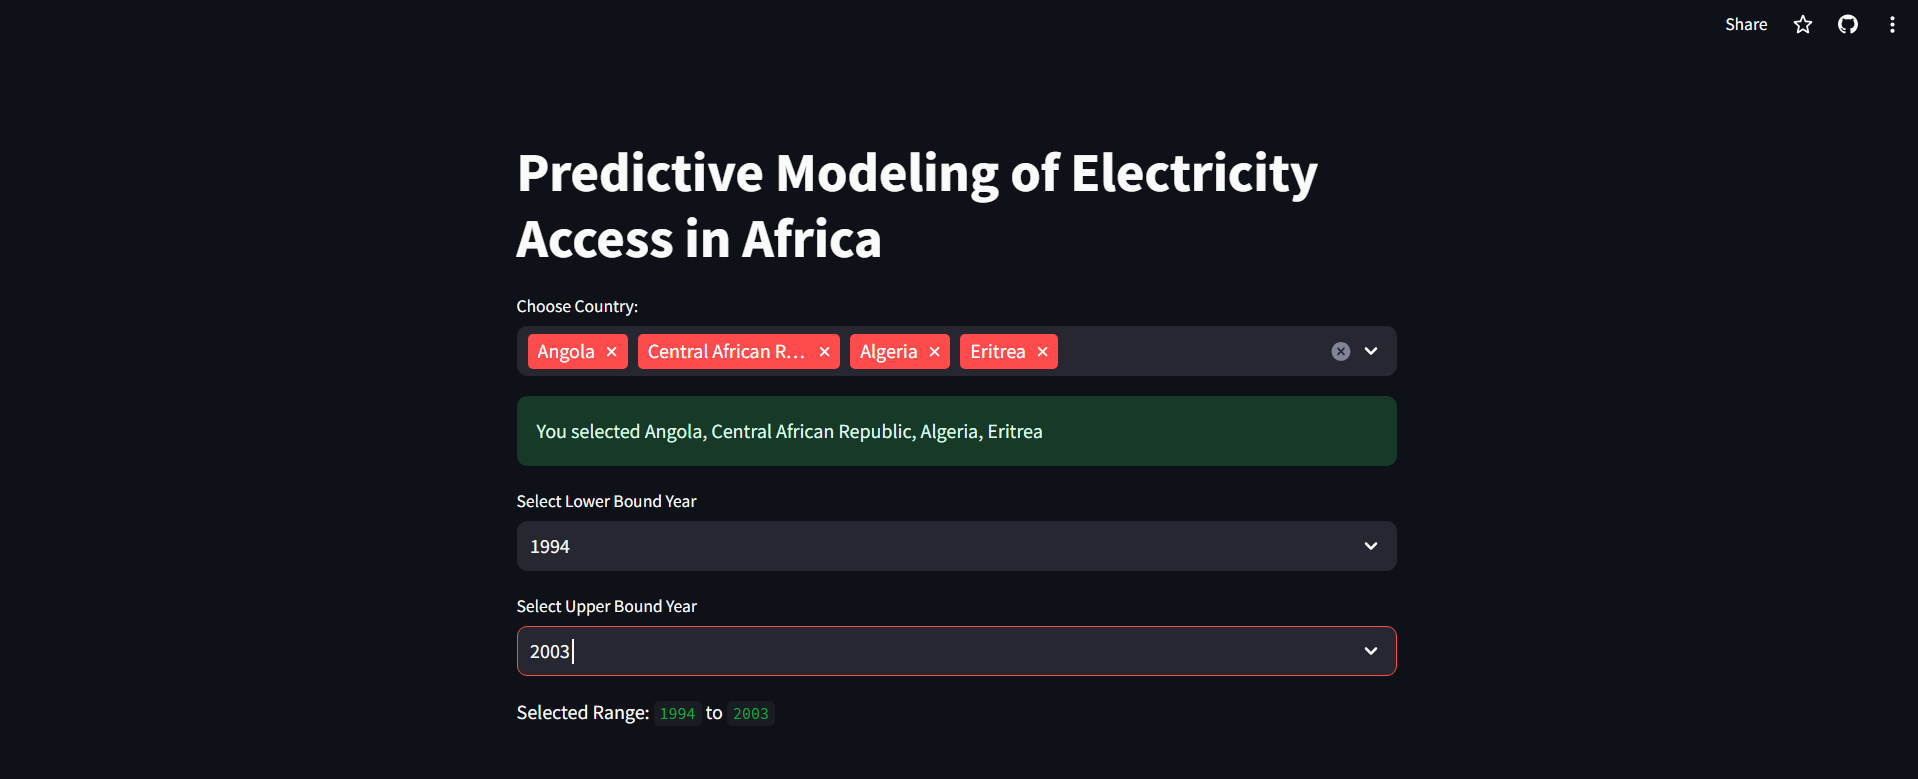 Share
Predictive Modeling of Electricity
Access in Africa
Choose Country:
Angola Central African R... Algeria Eritrea
You selected Angola, Central African Republic, Algeria, Eritrea
Select Lower Bound Year
1994
Select Upper Bound Year
2003
Selected Range: 1994 to 2003